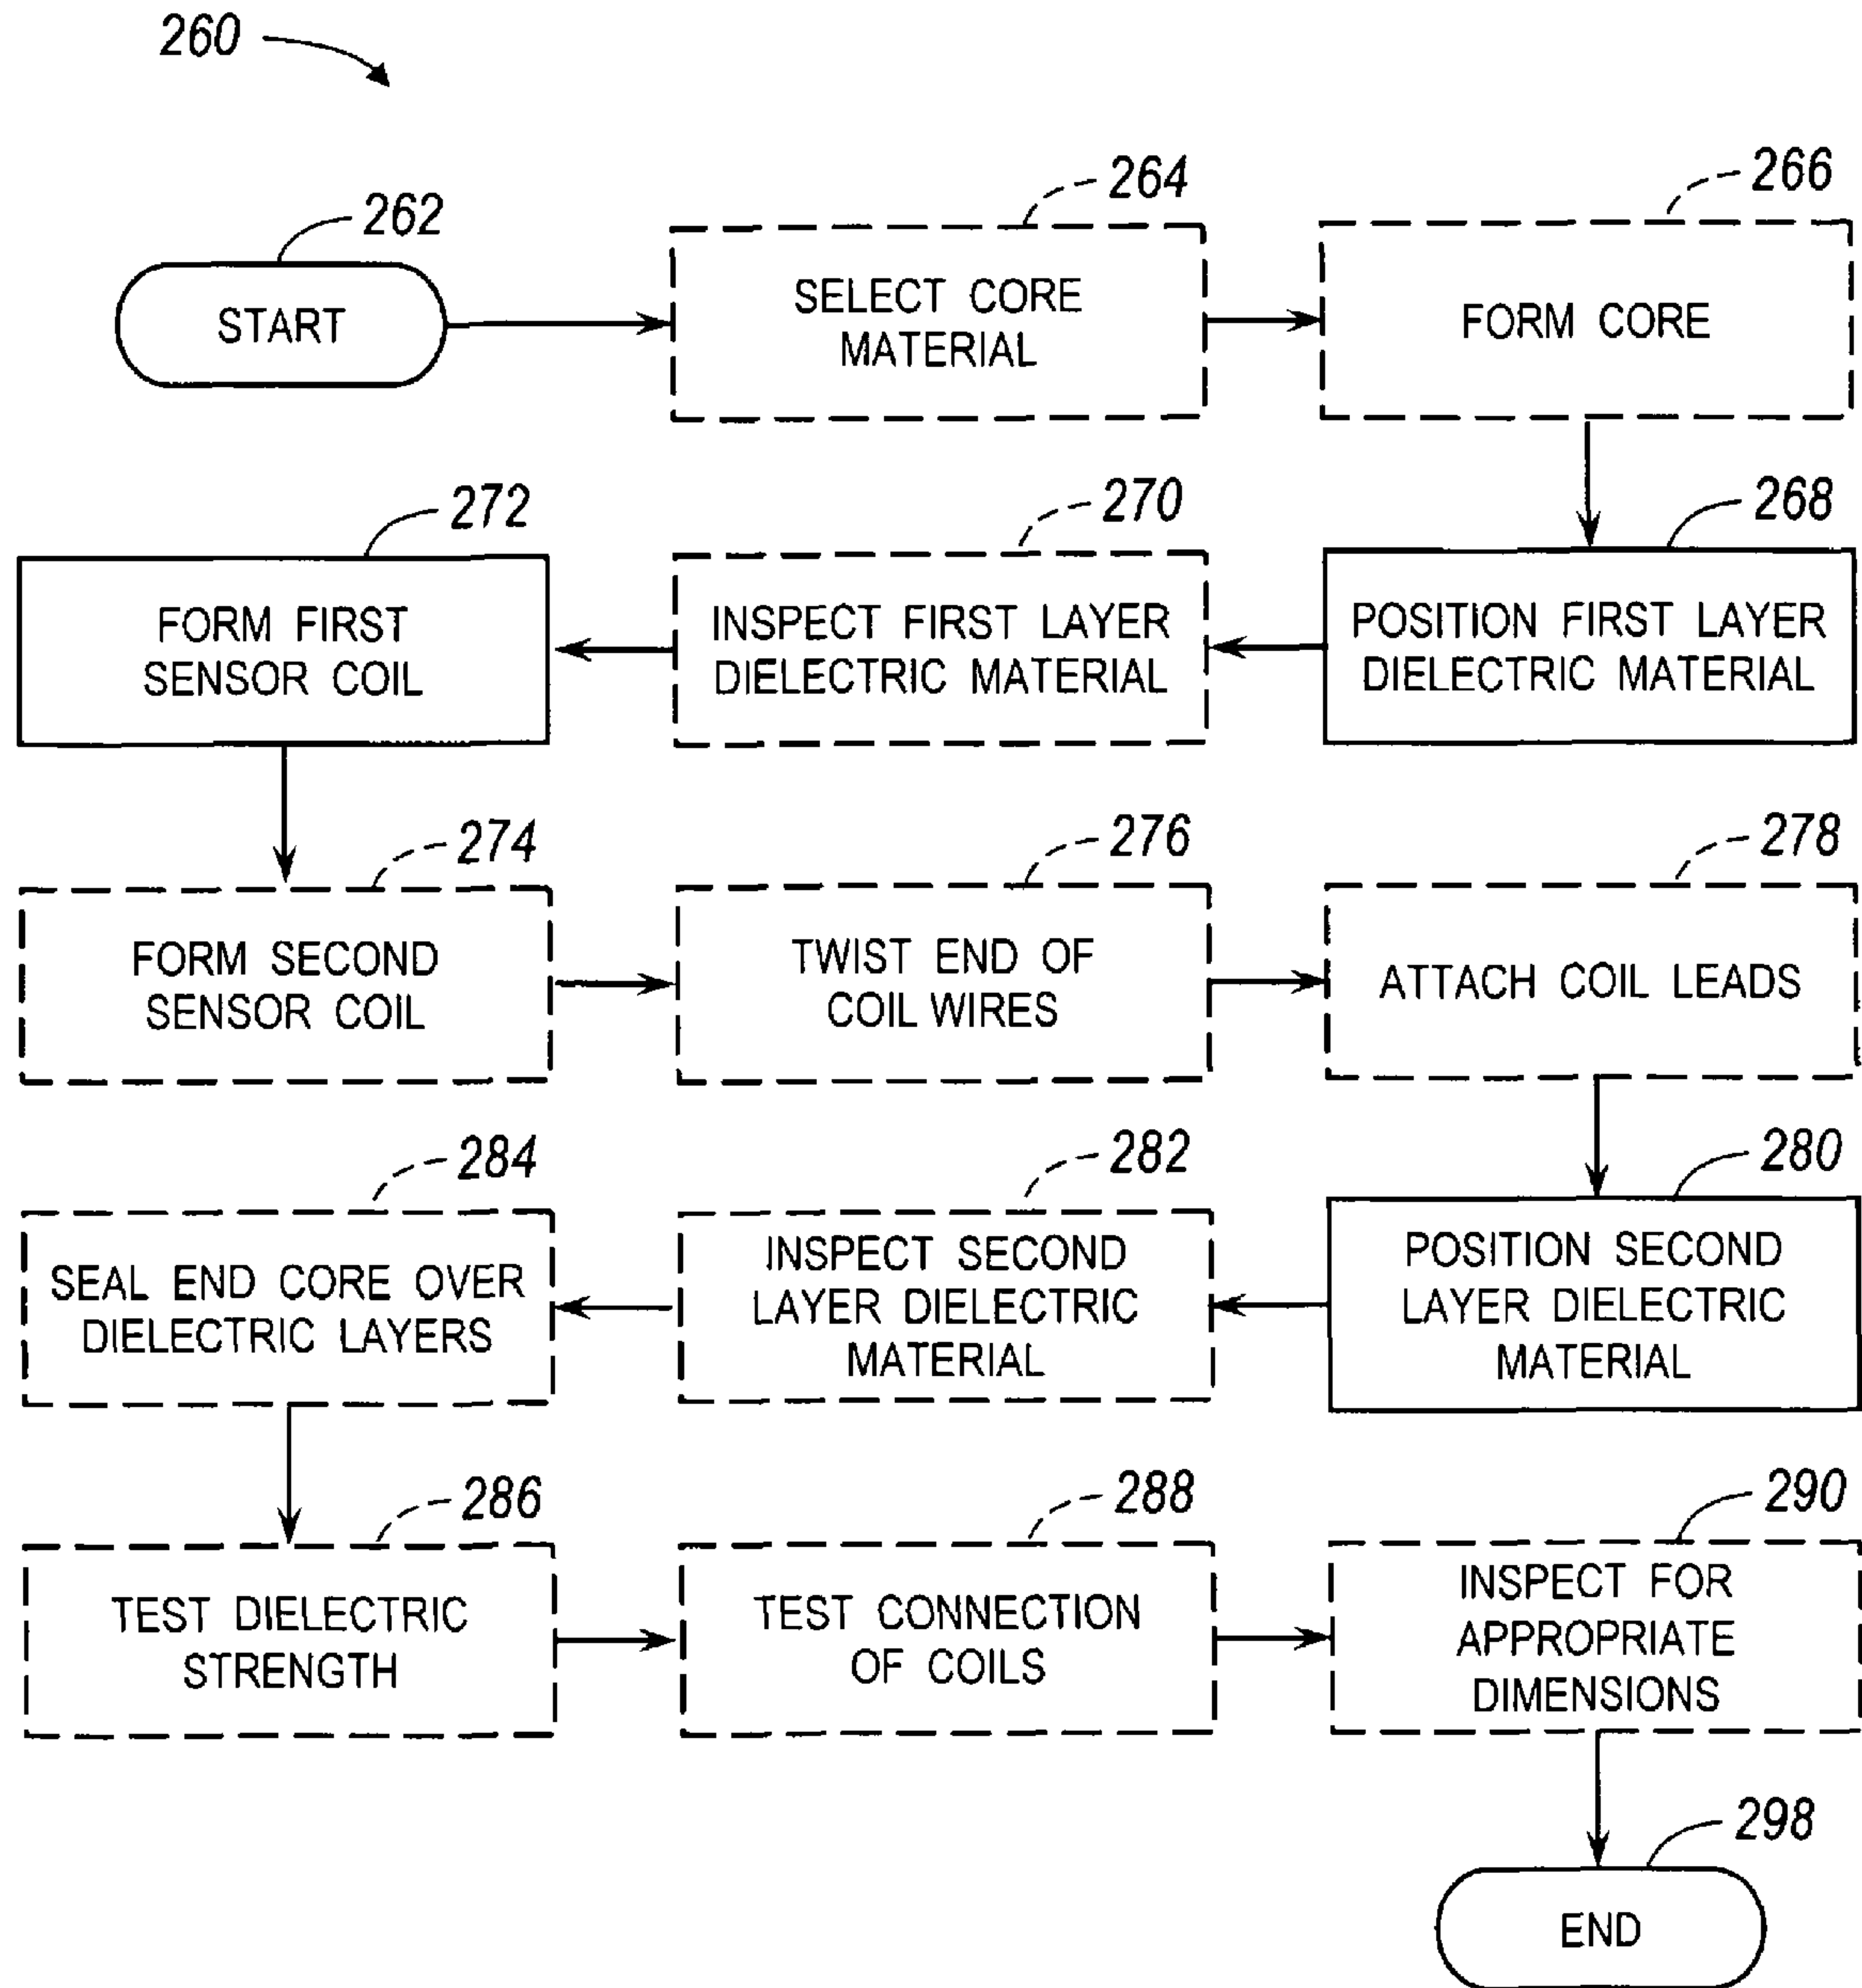 260
262
START
264
SELECT CORE
MATERIAL
266
FORM CORE
268
POSITION FIRST LAYER
DIELECTRIC MATERIAL
270
INSPECT FIRST LAYER
DIELECTRIC MATERIAL
272
FORM FIRST
SENSOR COIL
274
FORM SECOND
SENSOR COIL
276
TWIST END OF
COIL WIRES
278
ATTACH COIL LEADS
280
POSITION SECOND
LAYER DIELECTRIC
MATERIAL
282
INSPECT SECOND
LAYER DIELECTRIC
MATERIAL
284
SEAL END CORE OVER
DIELECTRIC LAYERS
286
TEST DIELECTRIC
STRENGTH
288
TEST CONNECTION
OF COILS
290
INSPECT FOR
APPROPRIATE
DIMENSIONS
298
END